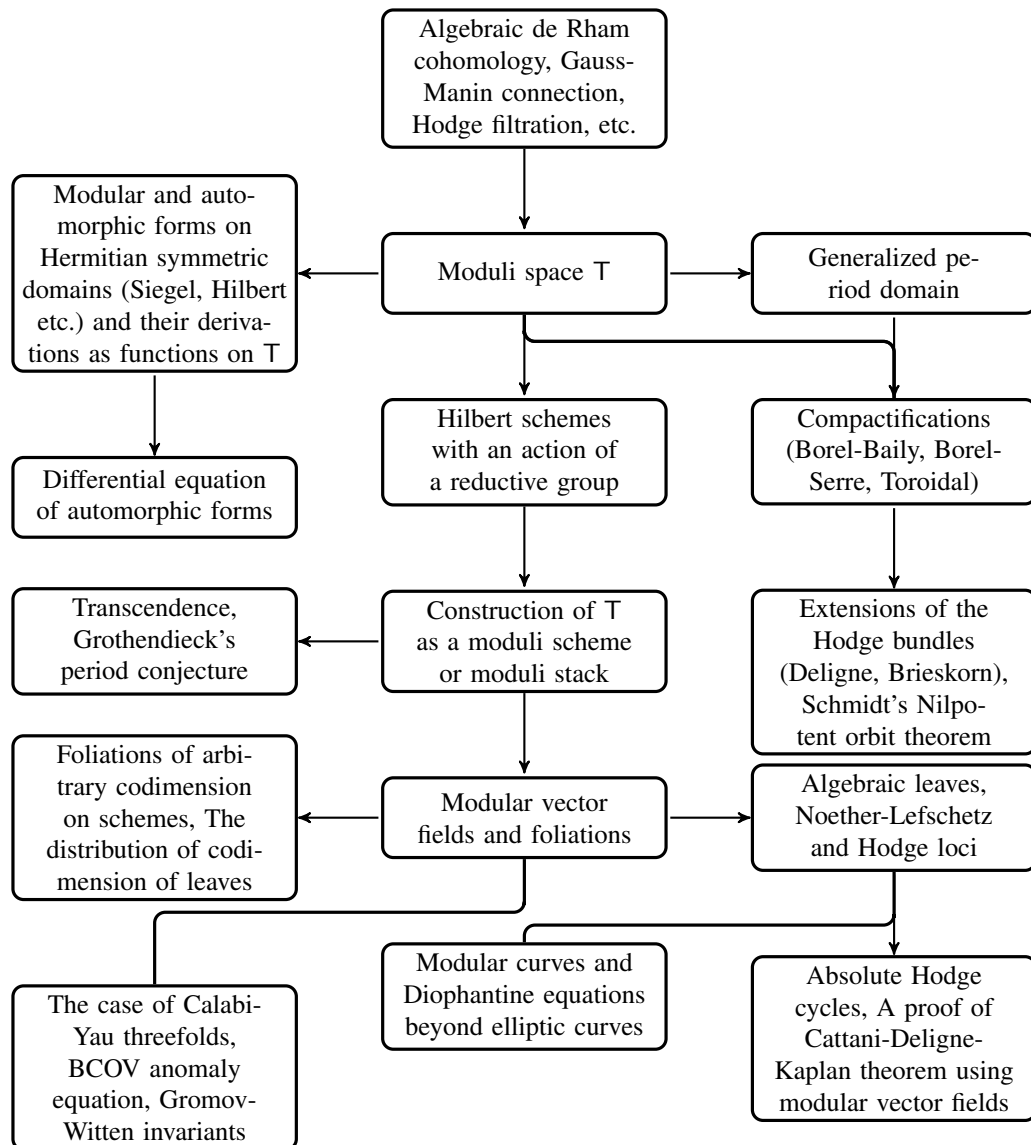 Algebraic de Rham
cohomology, Gauss-
Manin connection,
Hodge filtration, etc.
Modular and auto-
morphic forms on
Hermitian symmetric
domains (Siegel, Hilbert
etc.) and their deriva-
tions as functions on T
Moduli space T
Generalized pe-
riod domain
Differential equation
of automorphic forms
Hilbert schemes
with an action of
a reductive group
Compactifications
(Borel-Baily, Borel-
Serre, Toroidal)
Transcendence,
Grothendieck's
period conjecture
Construction of T
as a moduli scheme
or moduli stack
Extensions of the
Hodge bundles
(Deligne, Brieskorn),
Schmidt's Nilpo-
tent orbit theorem
Foliations of arbi-
trary codimension
on schemes, The
distribution of codi-
mension of leaves
Modular vector
fields and foliations
Algebraic leaves,
Noether-Lefschetz
and Hodge loci
The case of Calabi-
Yau threefolds,
BCOV anomaly
equation, Gromov-
Witten invariants
Modular curves and
Diophantine equations
beyond elliptic curves
Absolute Hodge
cycles, A proof of
Cattani-Deligne-
Kaplan theorem using
modular vector fields